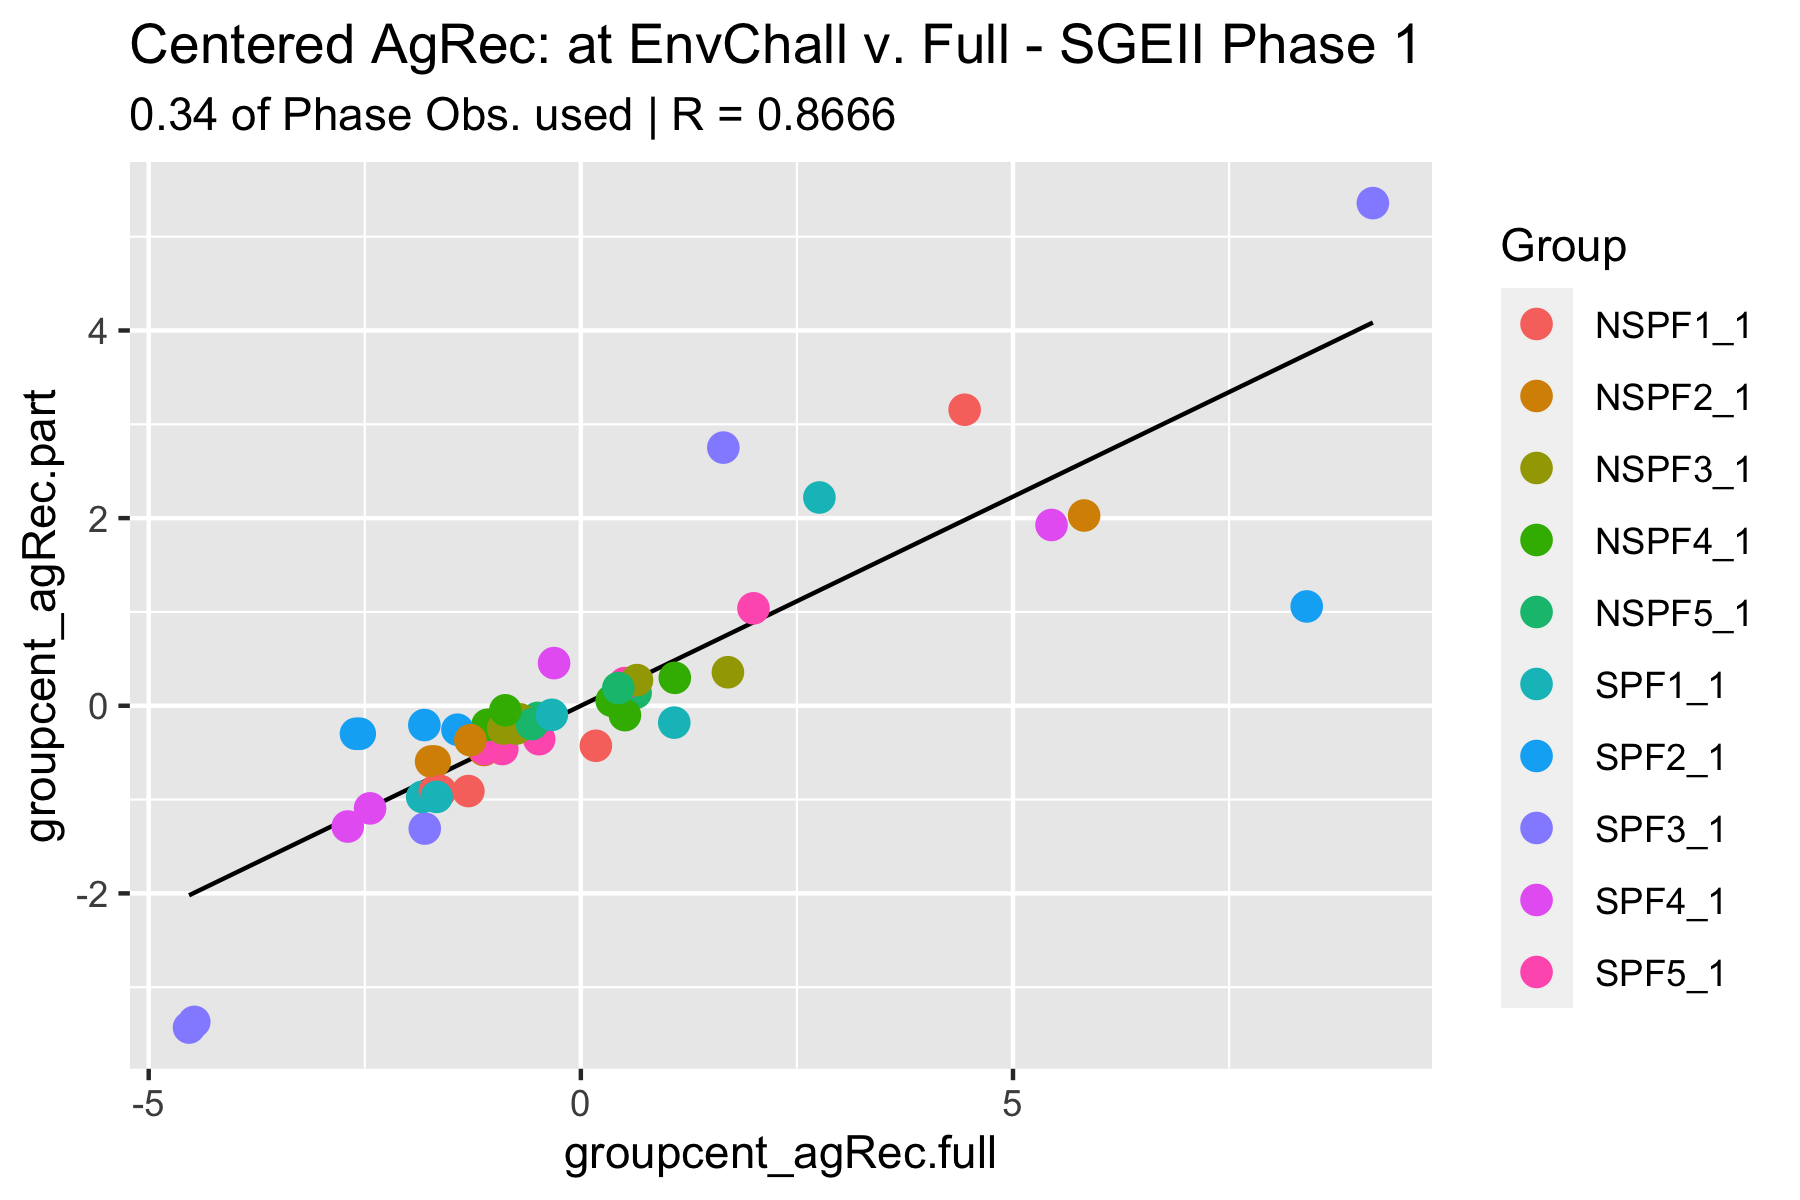 Centered AgRec: at EnvChall v. Full - SGEII Phase 1
0.34 of Phase Obs. used | R = 0.8666
groupcent_agRec.part
4
2
0
-2
-5
0
5
groupcent_agRec.full
Group
NSPF1_1
NSPF2_1
NSPF3_1
NSPF4_1
NSPF5_1
SPF1_1
SPF2_1
SPF3_1
SPF4_1
SPF5_1